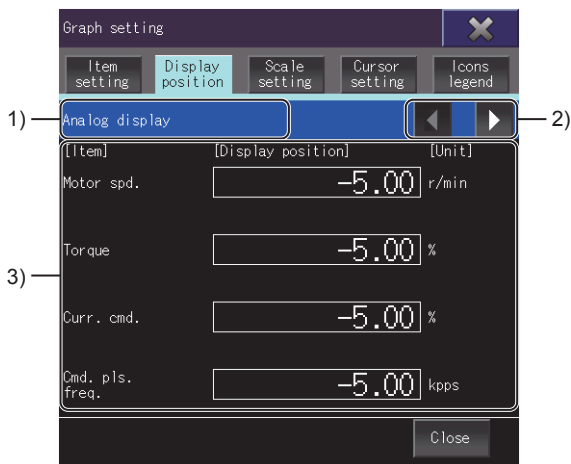 Graph setting
Item setting
Display position
Scale setting
Cursor setting
Icons legend
1)
Analog display
2)
[Item] [Display position] [Unit]
Motor spd. -5.00 r/min
Torque -5.00 %
3)
Curr. cmd. -5.00 %
Cmd. pls. freq. -5.00 kpps
Close